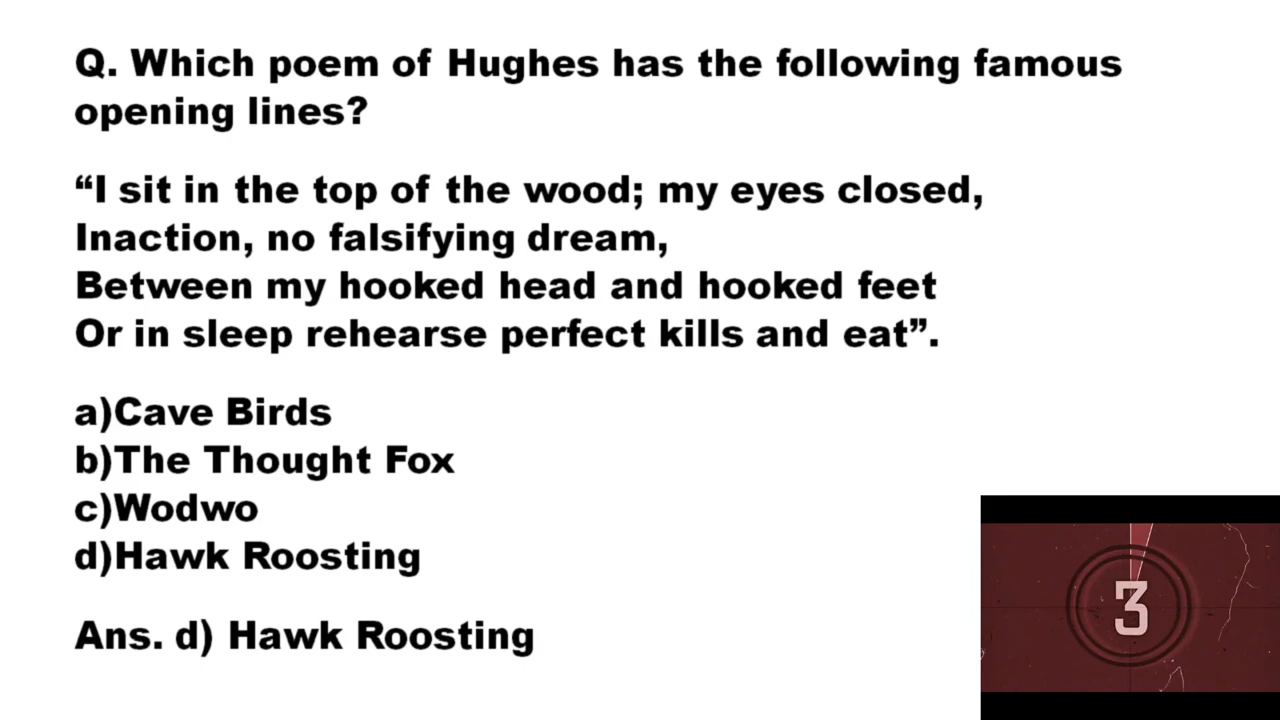 Q. Which poem of Hughes has the following famous
opening lines?
“I sit in the top of the wood; my eyes closed,
Inaction, no falsifying dream,
Between my hooked head and hooked feet
Or in sleep rehearse perfect kills and eat”.
a)Cave Birds
b)The Thought Fox
c)Wodwo
d)Hawk Roosting
Ans. d) Hawk Roosting
3